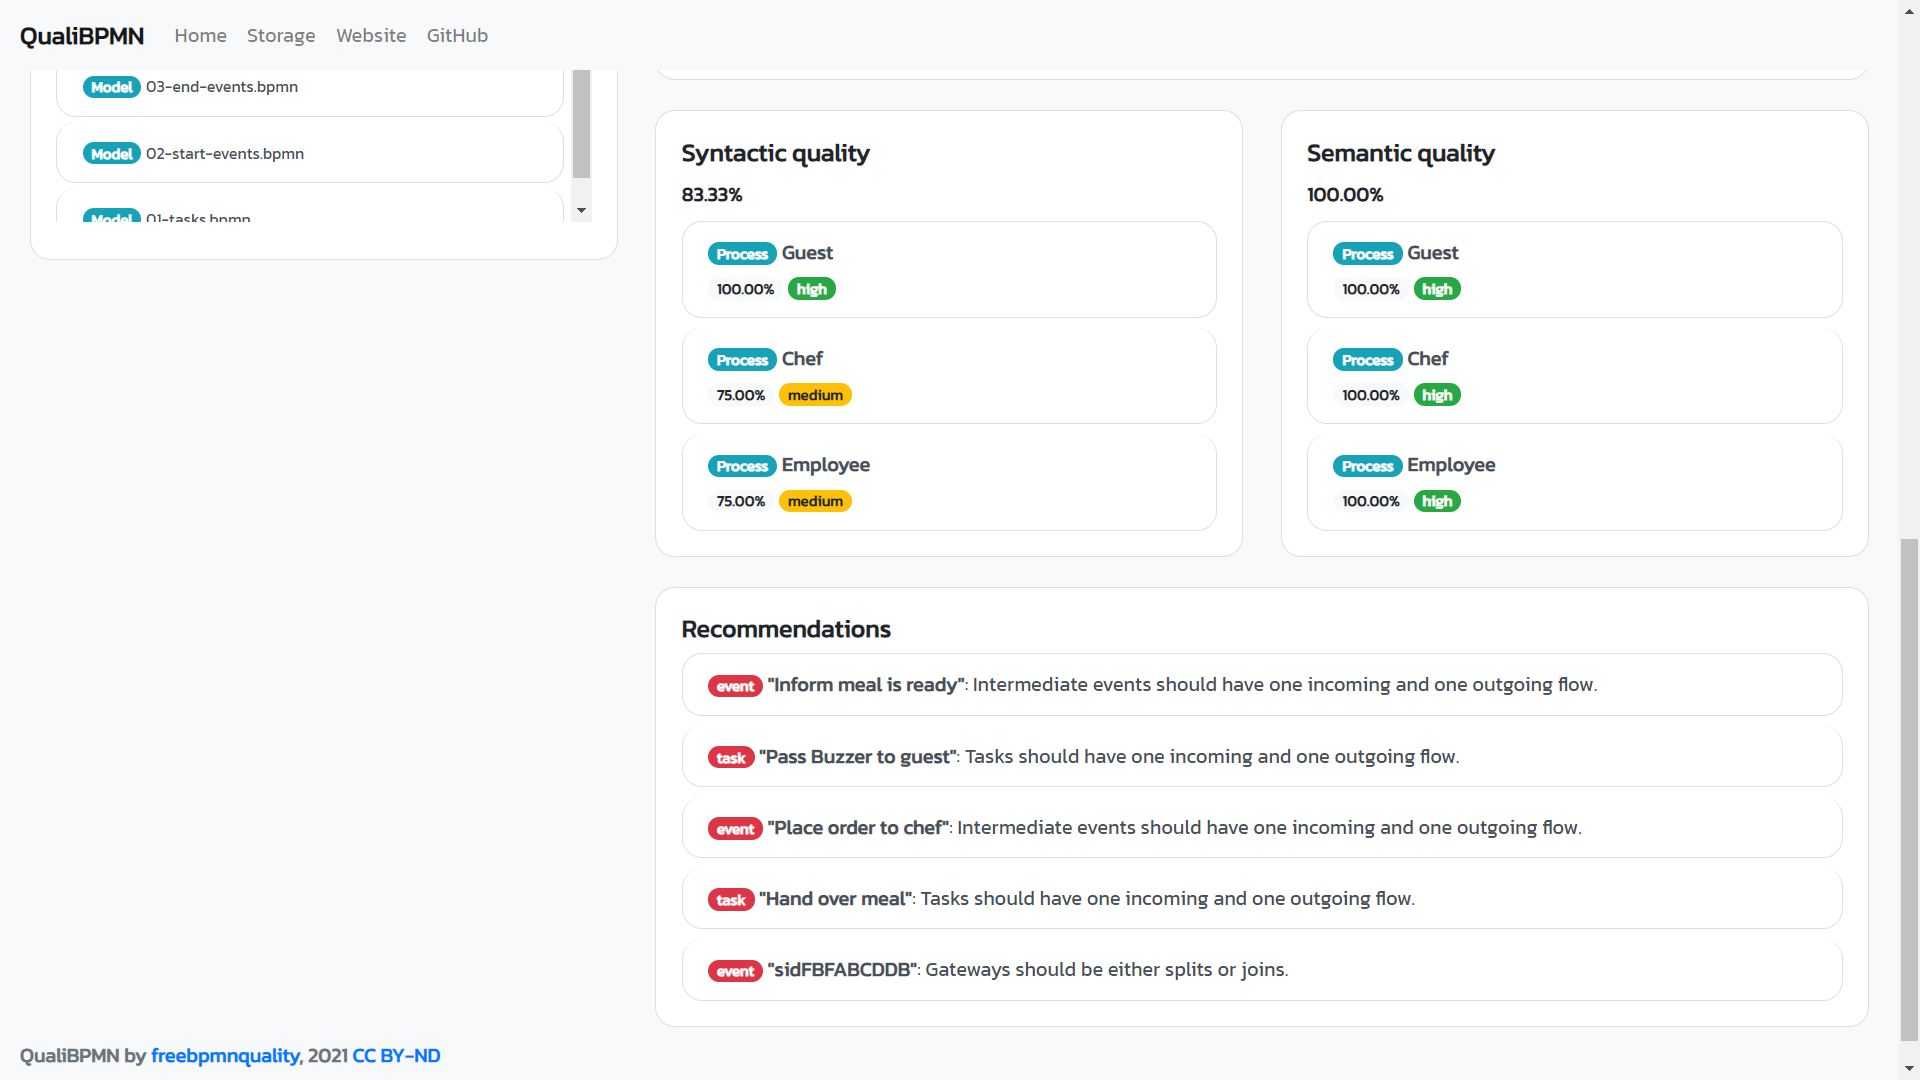 QualiBPMN Home Storage Website GitHub
Model 03-end-events.bpmn
Model 02-start-events.bpmn
Model 01-tasks.bpmn
Syntactic quality
83.33%
Process Guest
100.00% high
Process Chef
75.00% medium
Process Employee
75.00% medium
Semantic quality
100.00%
Process Guest
100.00% high
Process Chef
100.00% high
Process Employee
100.00% high
Recommendations
event "Inform meal is ready": Intermediate events should have one incoming and one outgoing flow.
task "Pass Buzzer to guest": Tasks should have one incoming and one outgoing flow.
event "Place order to chef": Intermediate events should have one incoming and one outgoing flow.
task "Hand over meal": Tasks should have one incoming and one outgoing flow.
event "sidFBFABCDDB": Gateways should be either splits or joins.
QualiBPMN by freebpmnquality, 2021 CC BY-ND